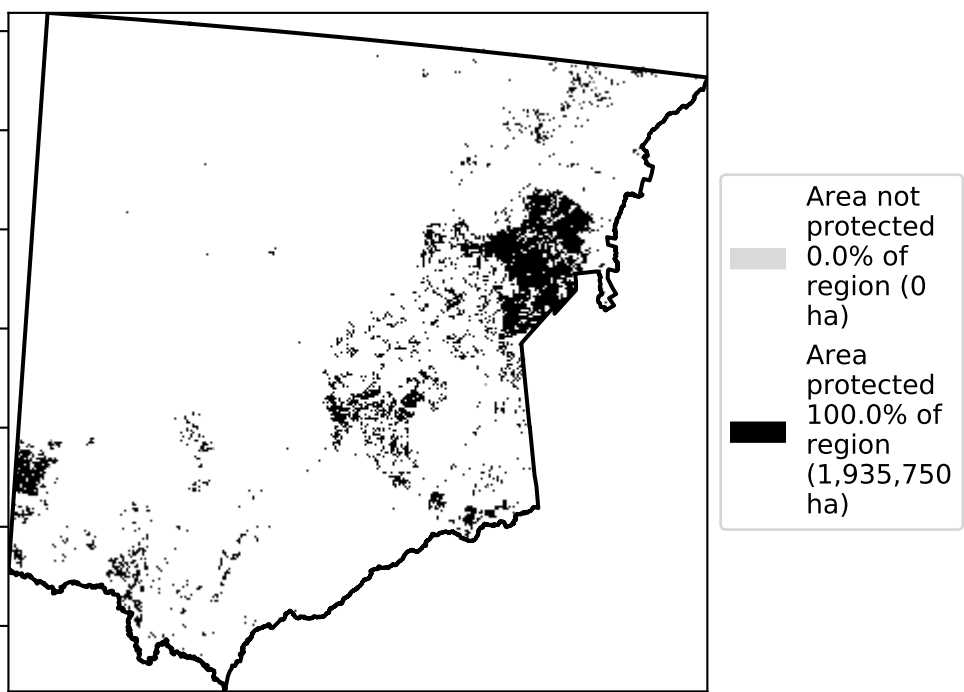 Area not
protected
0.0% of
region (0
ha)
Area
protected
100.0% of
region
(1,935,750
ha)